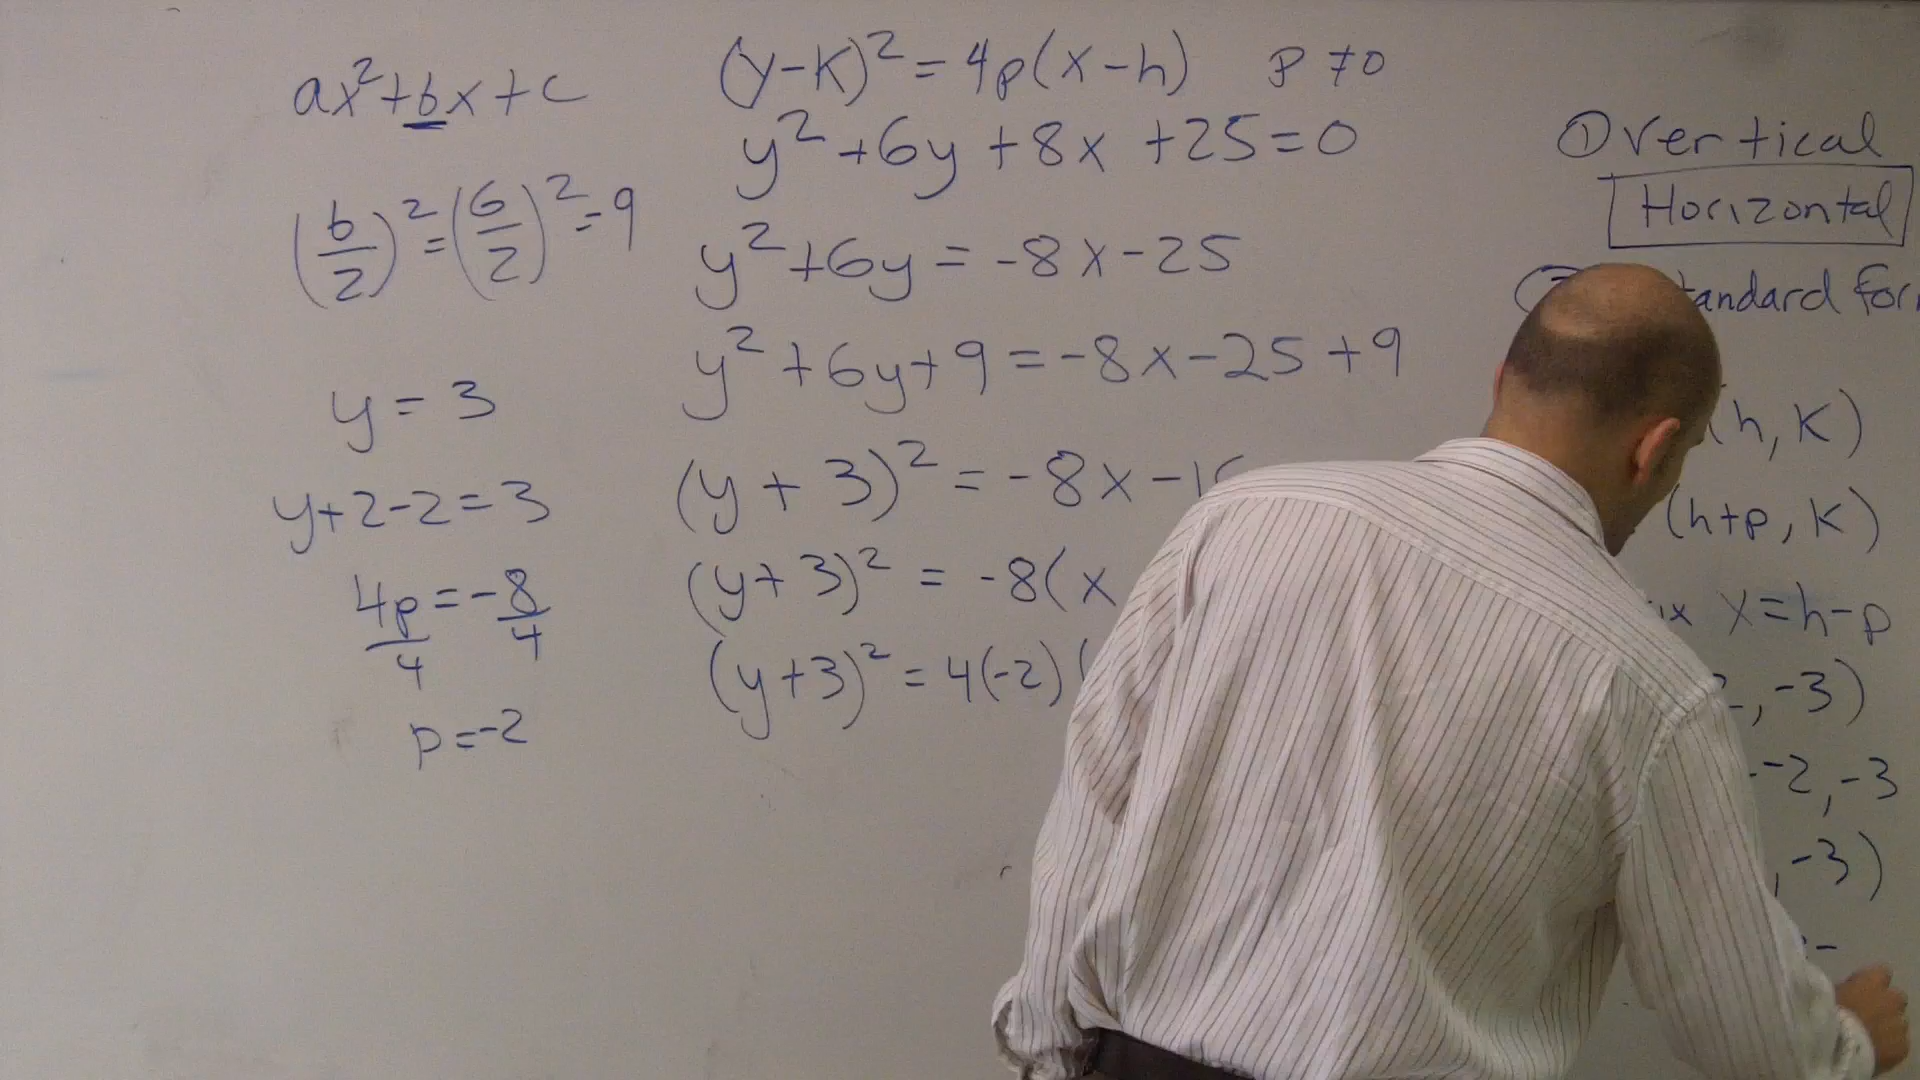 ax²+bx+c
(b/2)²=(6/2)²=9
y=3
y+2-2=3
4p/4=-8/4
p=-2
(y-k)²=4p(x-h) p≠0
y²+6y+8x+25=0
y²+6y=-8x-25
y²+6y+9=-8x-25+9
(y+3)²=-8x-1
(y+3)²=-8(x
(y+3)²=4(-2)(
① Vertical
Horizontal
tandard for
(h,k)
(h+p,k)
x=h-p
,-3)
-2,-3
,-3)